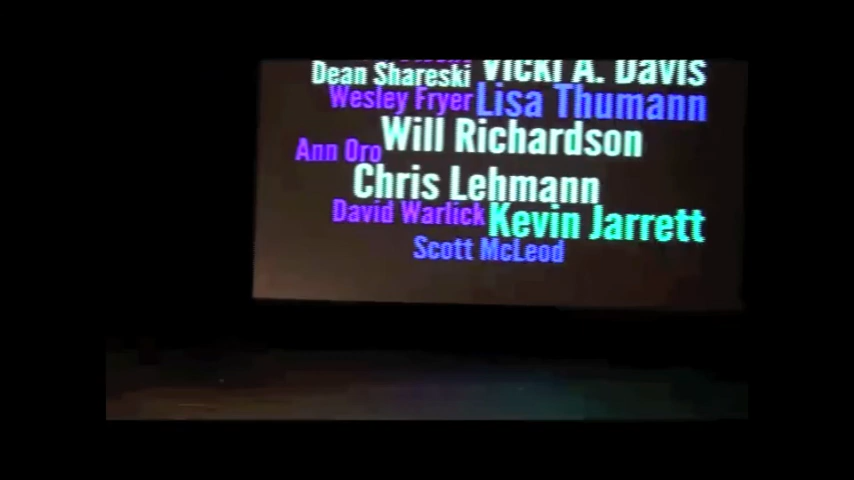 Dean Shareski Vicki A. Davis
Wesley Fryer Lisa Thumann
Will Richardson
Ann Oro
Chris Lehmann
David Warlick Kevin Jarrett
Scott McLeod